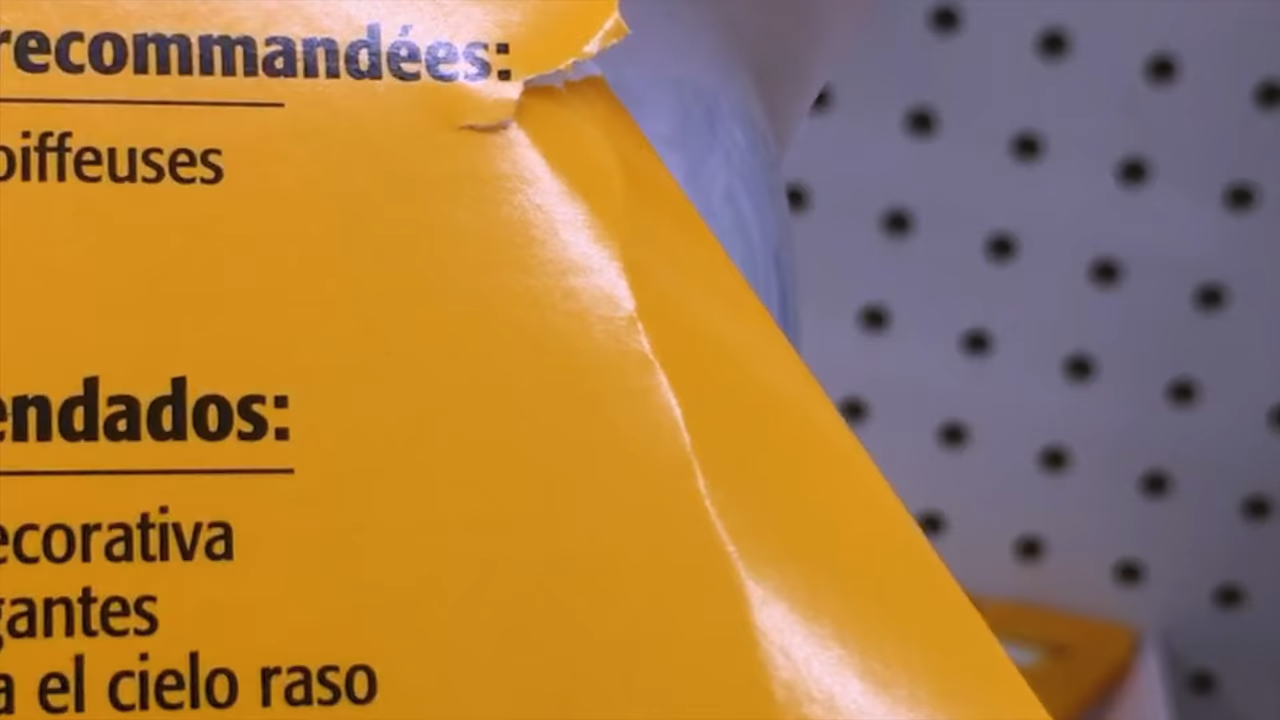 recommandées:
oiffeuses
endados:
ecorativa
gantes
a el cielo raso